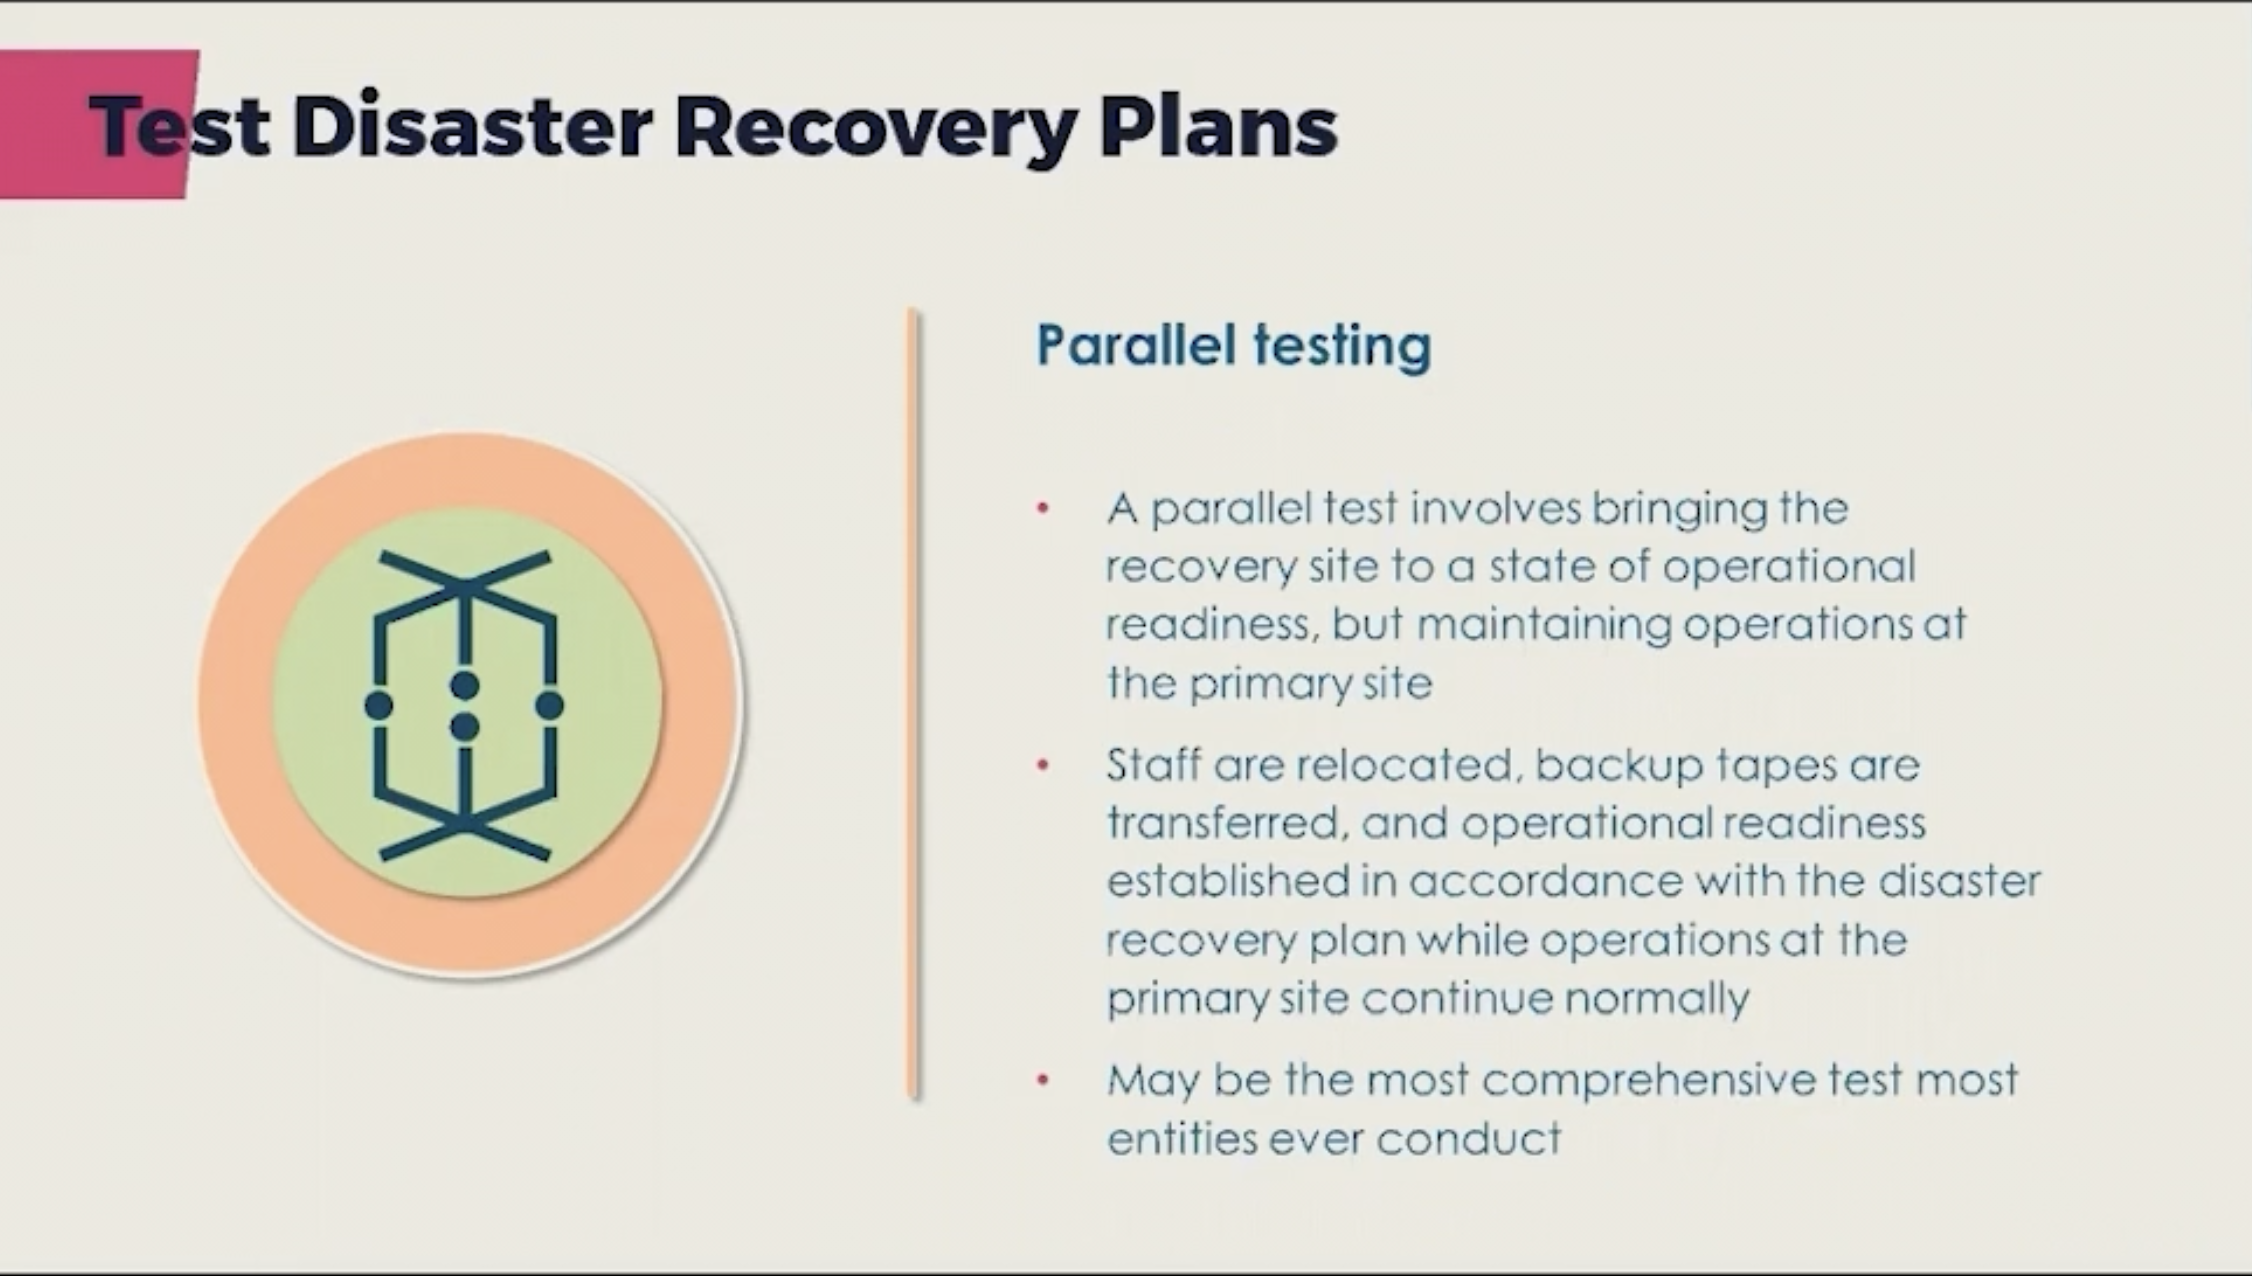 Test Disaster Recovery Plans
Parallel testing
• A parallel test involves bringing the
recovery site to a state of operational
readiness, but maintaining operations at
the primary site
• Staff are relocated, backup tapes are
transferred, and operational readiness
established in accordance with the disaster
recovery plan while operations at the
primary site continue normally
• May be the most comprehensive test most
entities ever conduct